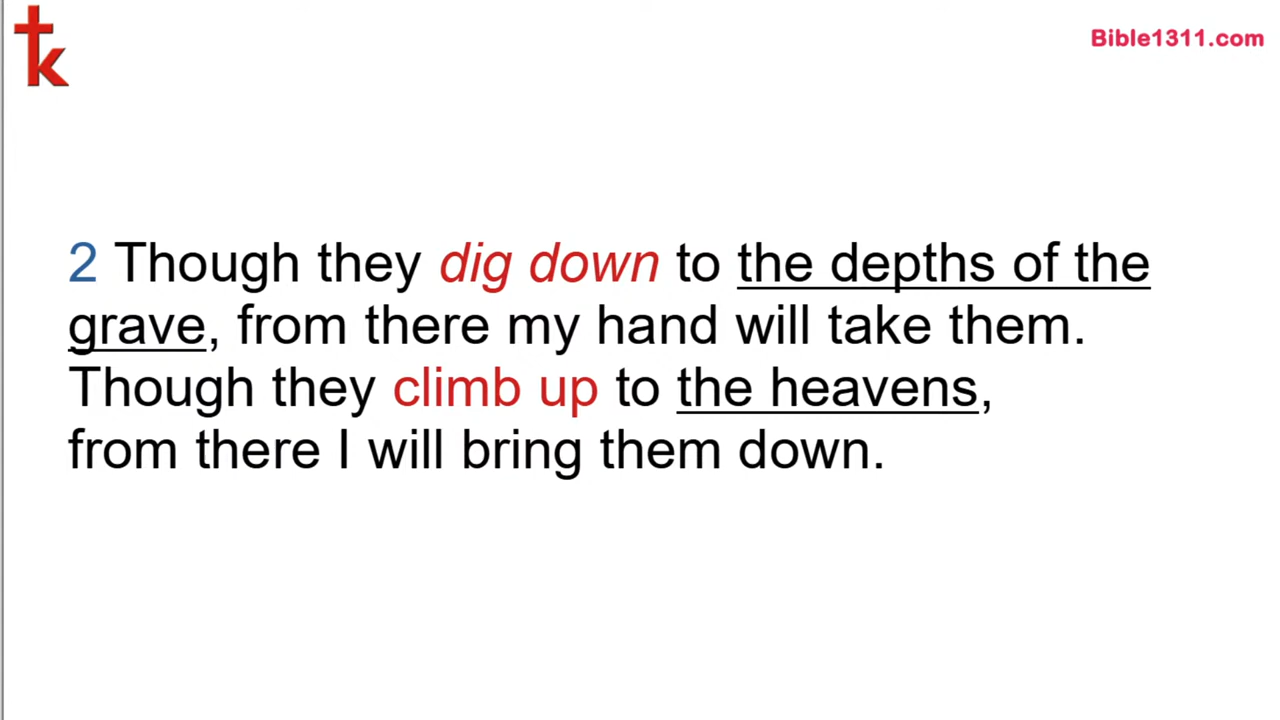 tk
Bible1311.com
2 Though they dig down to the depths of the
grave, from there my hand will take them.
Though they climb up to the heavens,
from there I will bring them down.